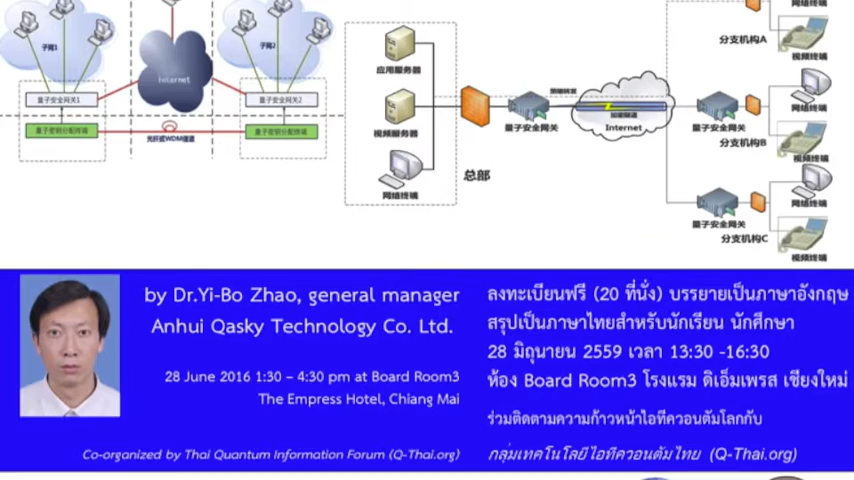 子网1
Internet
子网2
量子安全网关1
量子安全网关2
量子密钥分配终端
光纤或WDM信道
量子密钥分配终端
应用服务器
视频服务器
网络终端
总部
量子安全网关
加密隧道
Internet
网络终端
分支机构A
视频终端
网络终端
量子安全网关
分支机构B
视频终端
网络终端
量子安全网关
分支机构C
视频终端
by Dr.Yi-Bo Zhao, general manager
Anhui Qasky Technology Co. Ltd.
28 June 2016 1:30 – 4:30 pm at Board Room3
The Empress Hotel, Chiang Mai
Co-organized by Thai Quantum Information Forum (Q-Thai.org)
ลงทะเบียนฟรี (20 ที่นั่ง) บรรยายเป็นภาษาอังกฤษ
สรุปเป็นภาษาไทยสำหรับนักเรียน นักศึกษา
28 มิถุนายน 2559 เวลา 13:30 -16:30
ห้อง Board Room3 โรงแรม ดิเอ็มเพรส เชียงใหม่
ร่วมติดตามความก้าวหน้าไอทีควอนตัมโลกกับ
กลุ่มเทคโนโลยีไอทีควอนตัมไทย (Q-Thai.org)